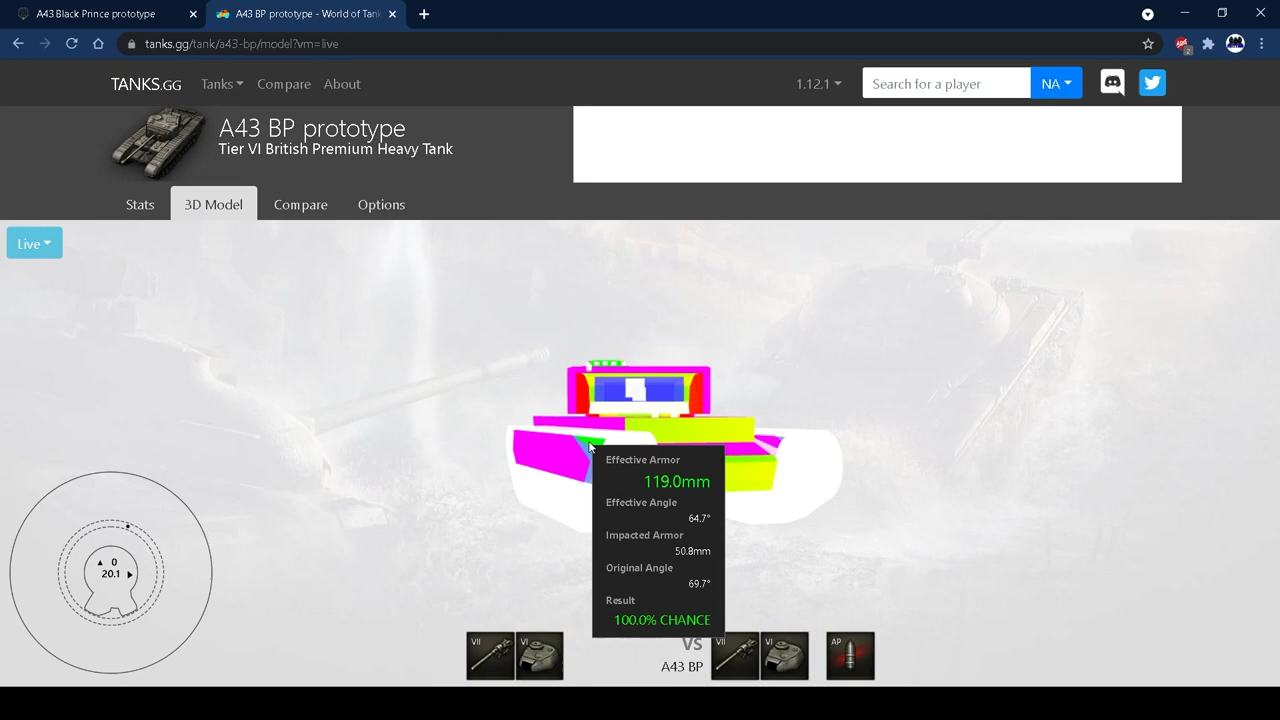 A43 Black Prince prototype
A43 BP prototype - World of Tank
tanks.gg/tank/a43-bp/model?vm=live
2
TANKS.GG Tanks Compare About 1.12.1 Search for a player NA
A43 BP prototype
Tier VI British Premium Heavy Tank
Stats 3D Model Compare Options
Live
Effective Armor
119.0mm
Effective Angle
64.7°
Impacted Armor
50.8mm
Original Angle
69.7°
Result
100.0% CHANCE
0
20.1
VII VI VS VII VI AP
A43 BP